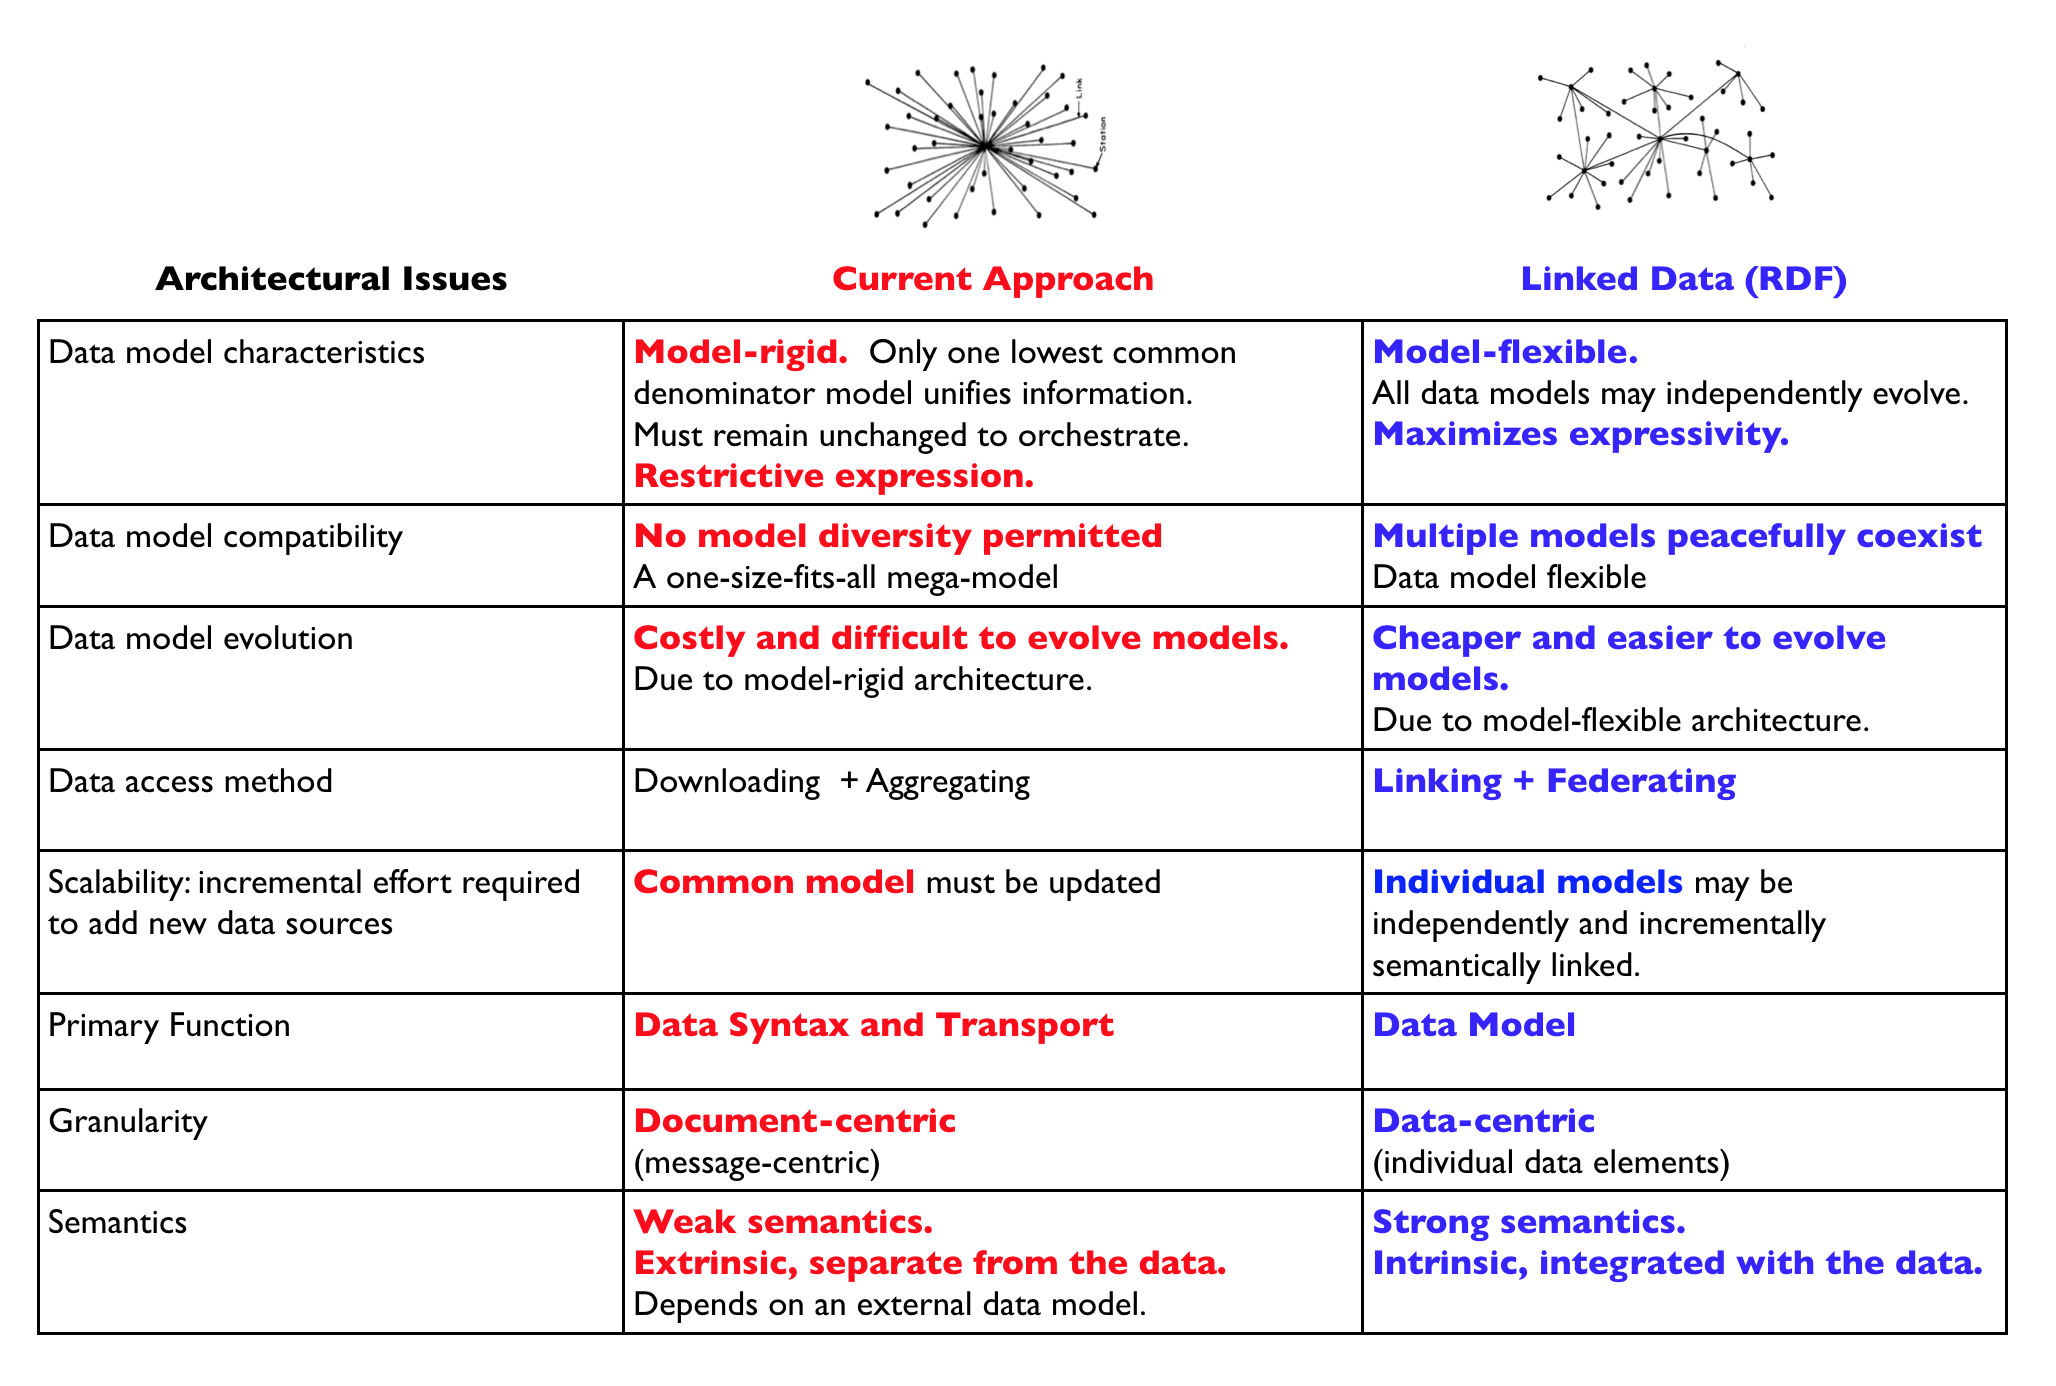 Link
Station
Architectural Issues
Current Approach
Linked Data (RDF)
Data model characteristics
Model-rigid.  Only one lowest common
denominator model unifies information.
Must remain unchanged to orchestrate.
Restrictive expression.
Model-flexible.
All data models may independently evolve.
Maximizes expressivity.
Data model compatibility
No model diversity permitted
A one-size-fits-all mega-model
Multiple models peacefully coexist
Data model flexible
Data model evolution
Costly and difficult to evolve models.
Due to model-rigid architecture.
Cheaper and easier to evolve
models.
Due to model-flexible architecture.
Data access method
Downloading  + Aggregating
Linking + Federating
Scalability: incremental effort required
to add new data sources
Common model must be updated
Individual models may be
independently and incrementally
semantically linked.
Primary Function
Data Syntax and Transport
Data Model
Granularity
Document-centric
(message-centric)
Data-centric
(individual data elements)
Semantics
Weak semantics.
Extrinsic, separate from the data.
Depends on an external data model.
Strong semantics.
Intrinsic, integrated with the data.